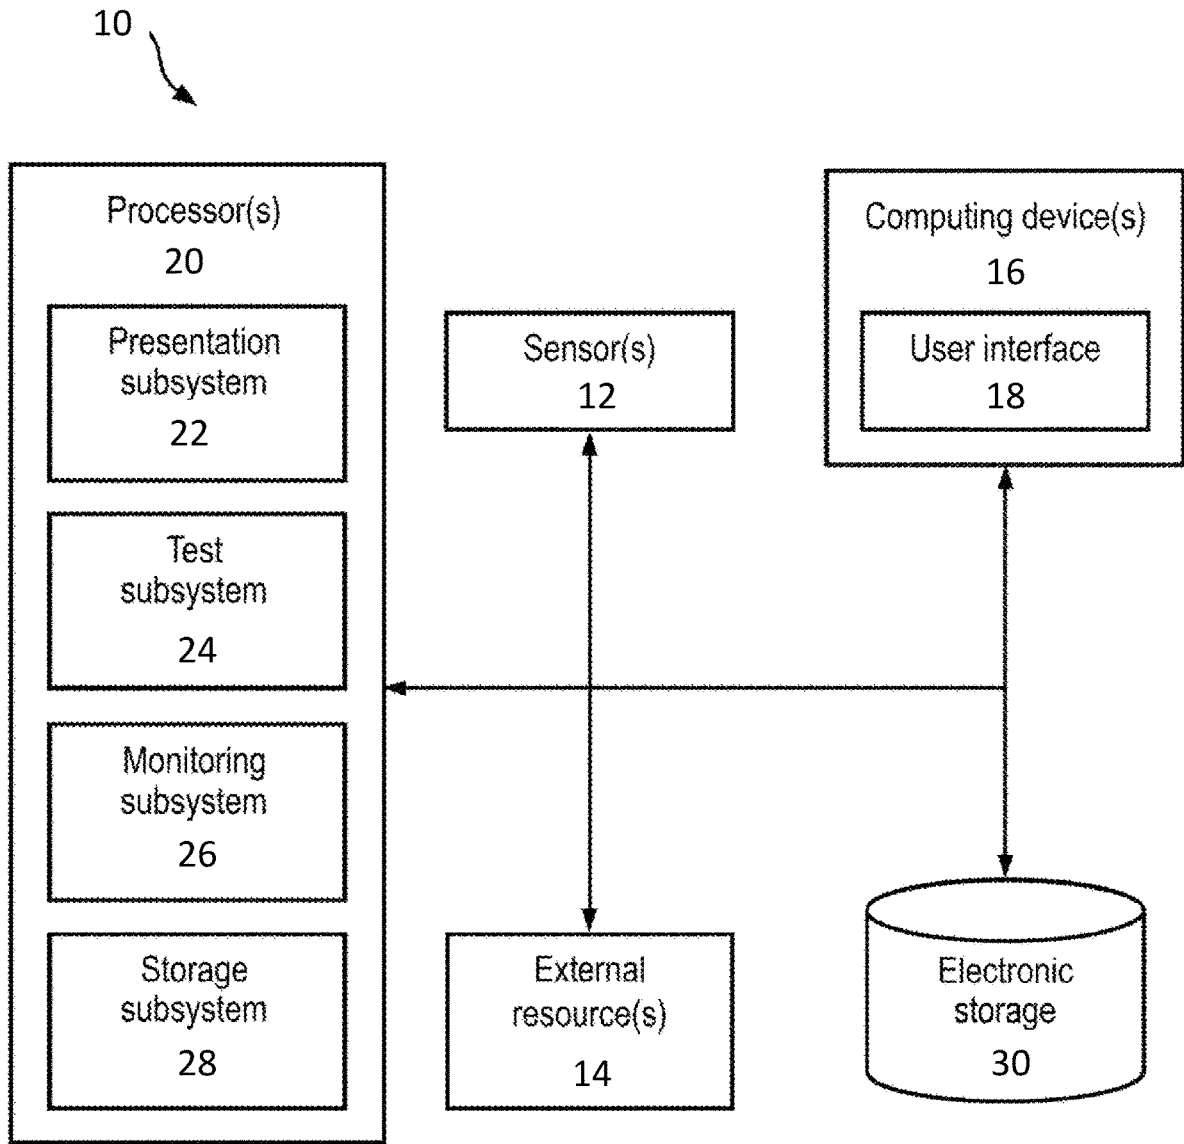 10
Processor(s)
20
Presentation
subsystem
22
Test
subsystem
24
Monitoring
subsystem
26
Storage
subsystem
28
Sensor(s)
12
External
resource(s)
14
Computing device(s)
16
User interface
18
Electronic
storage
30